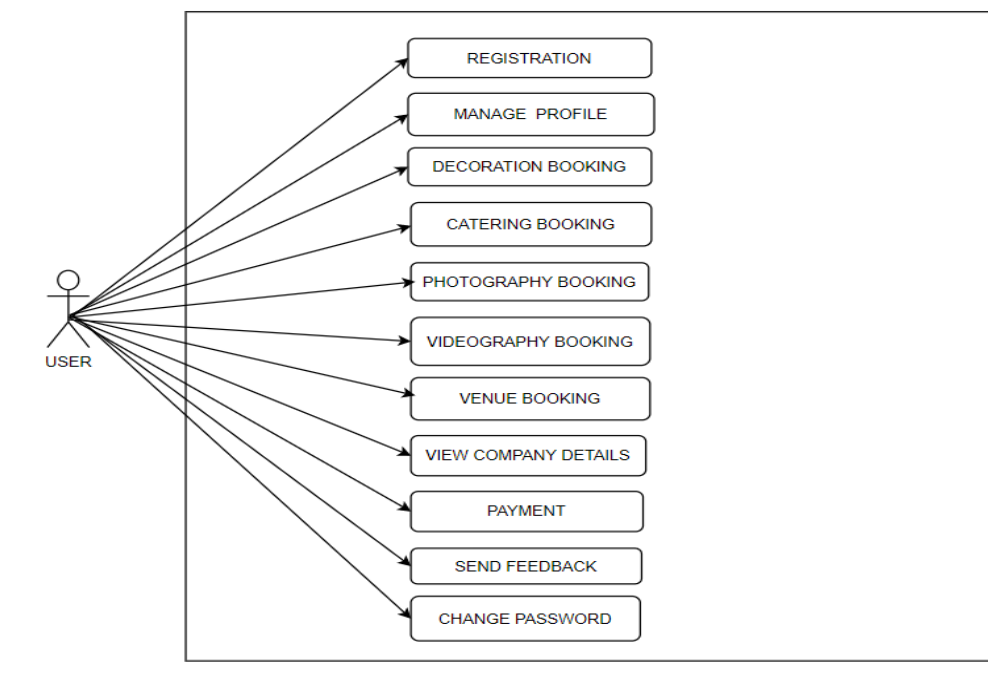 REGISTRATION
MANAGE PROFILE
DECORATION BOOKING
CATERING BOOKING
PHOTOGRAPHY BOOKING
VIDEOGRAPHY BOOKING
USER
VENUE BOOKING
VIEW COMPANY DETAILS
PAYMENT
SEND FEEDBACK
CHANGE PASSWORD